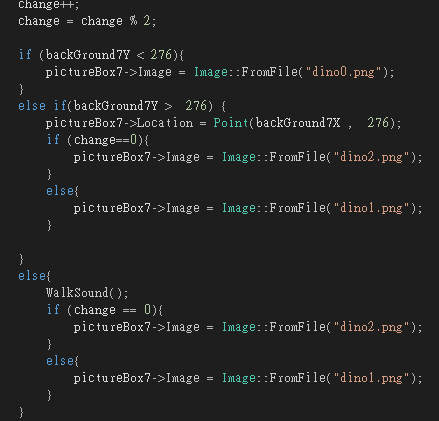 change++;
change = change % 2;
if (backGround7Y < 276){
pictureBox7->Image = Image::FromFile("dino0.png");
}
else if(backGround7Y >  276) {
pictureBox7->Location = Point(backGround7X ,  276);
if (change==0){
pictureBox7->Image = Image::FromFile("dino2.png");
}
else{
pictureBox7->Image = Image::FromFile("dino1.png");
}
}
else{
WalkSound();
if (change == 0){
pictureBox7->Image = Image::FromFile("dino2.png");
}
else{
pictureBox7->Image = Image::FromFile("dino1.png");
}
}